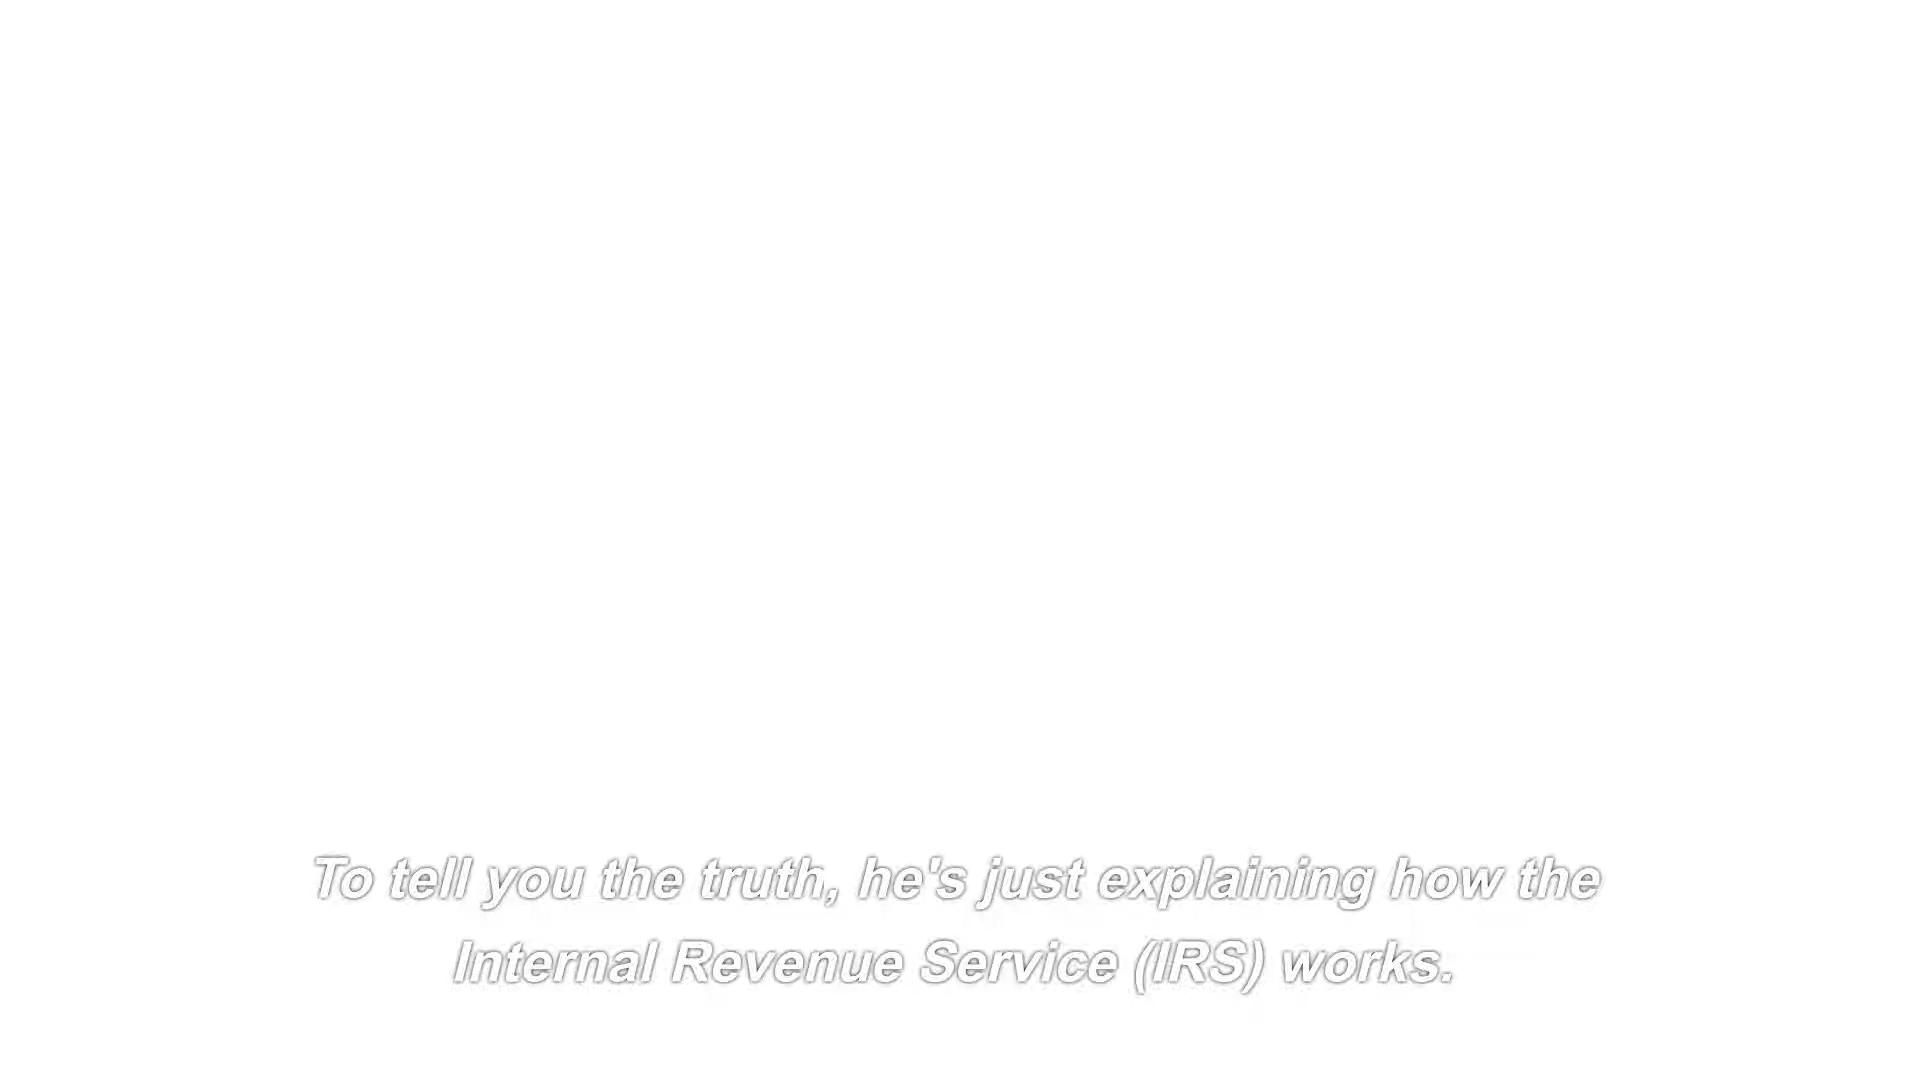 To tell you the truth, he's just explaining how the
Internal Revenue Service (IRS) works.